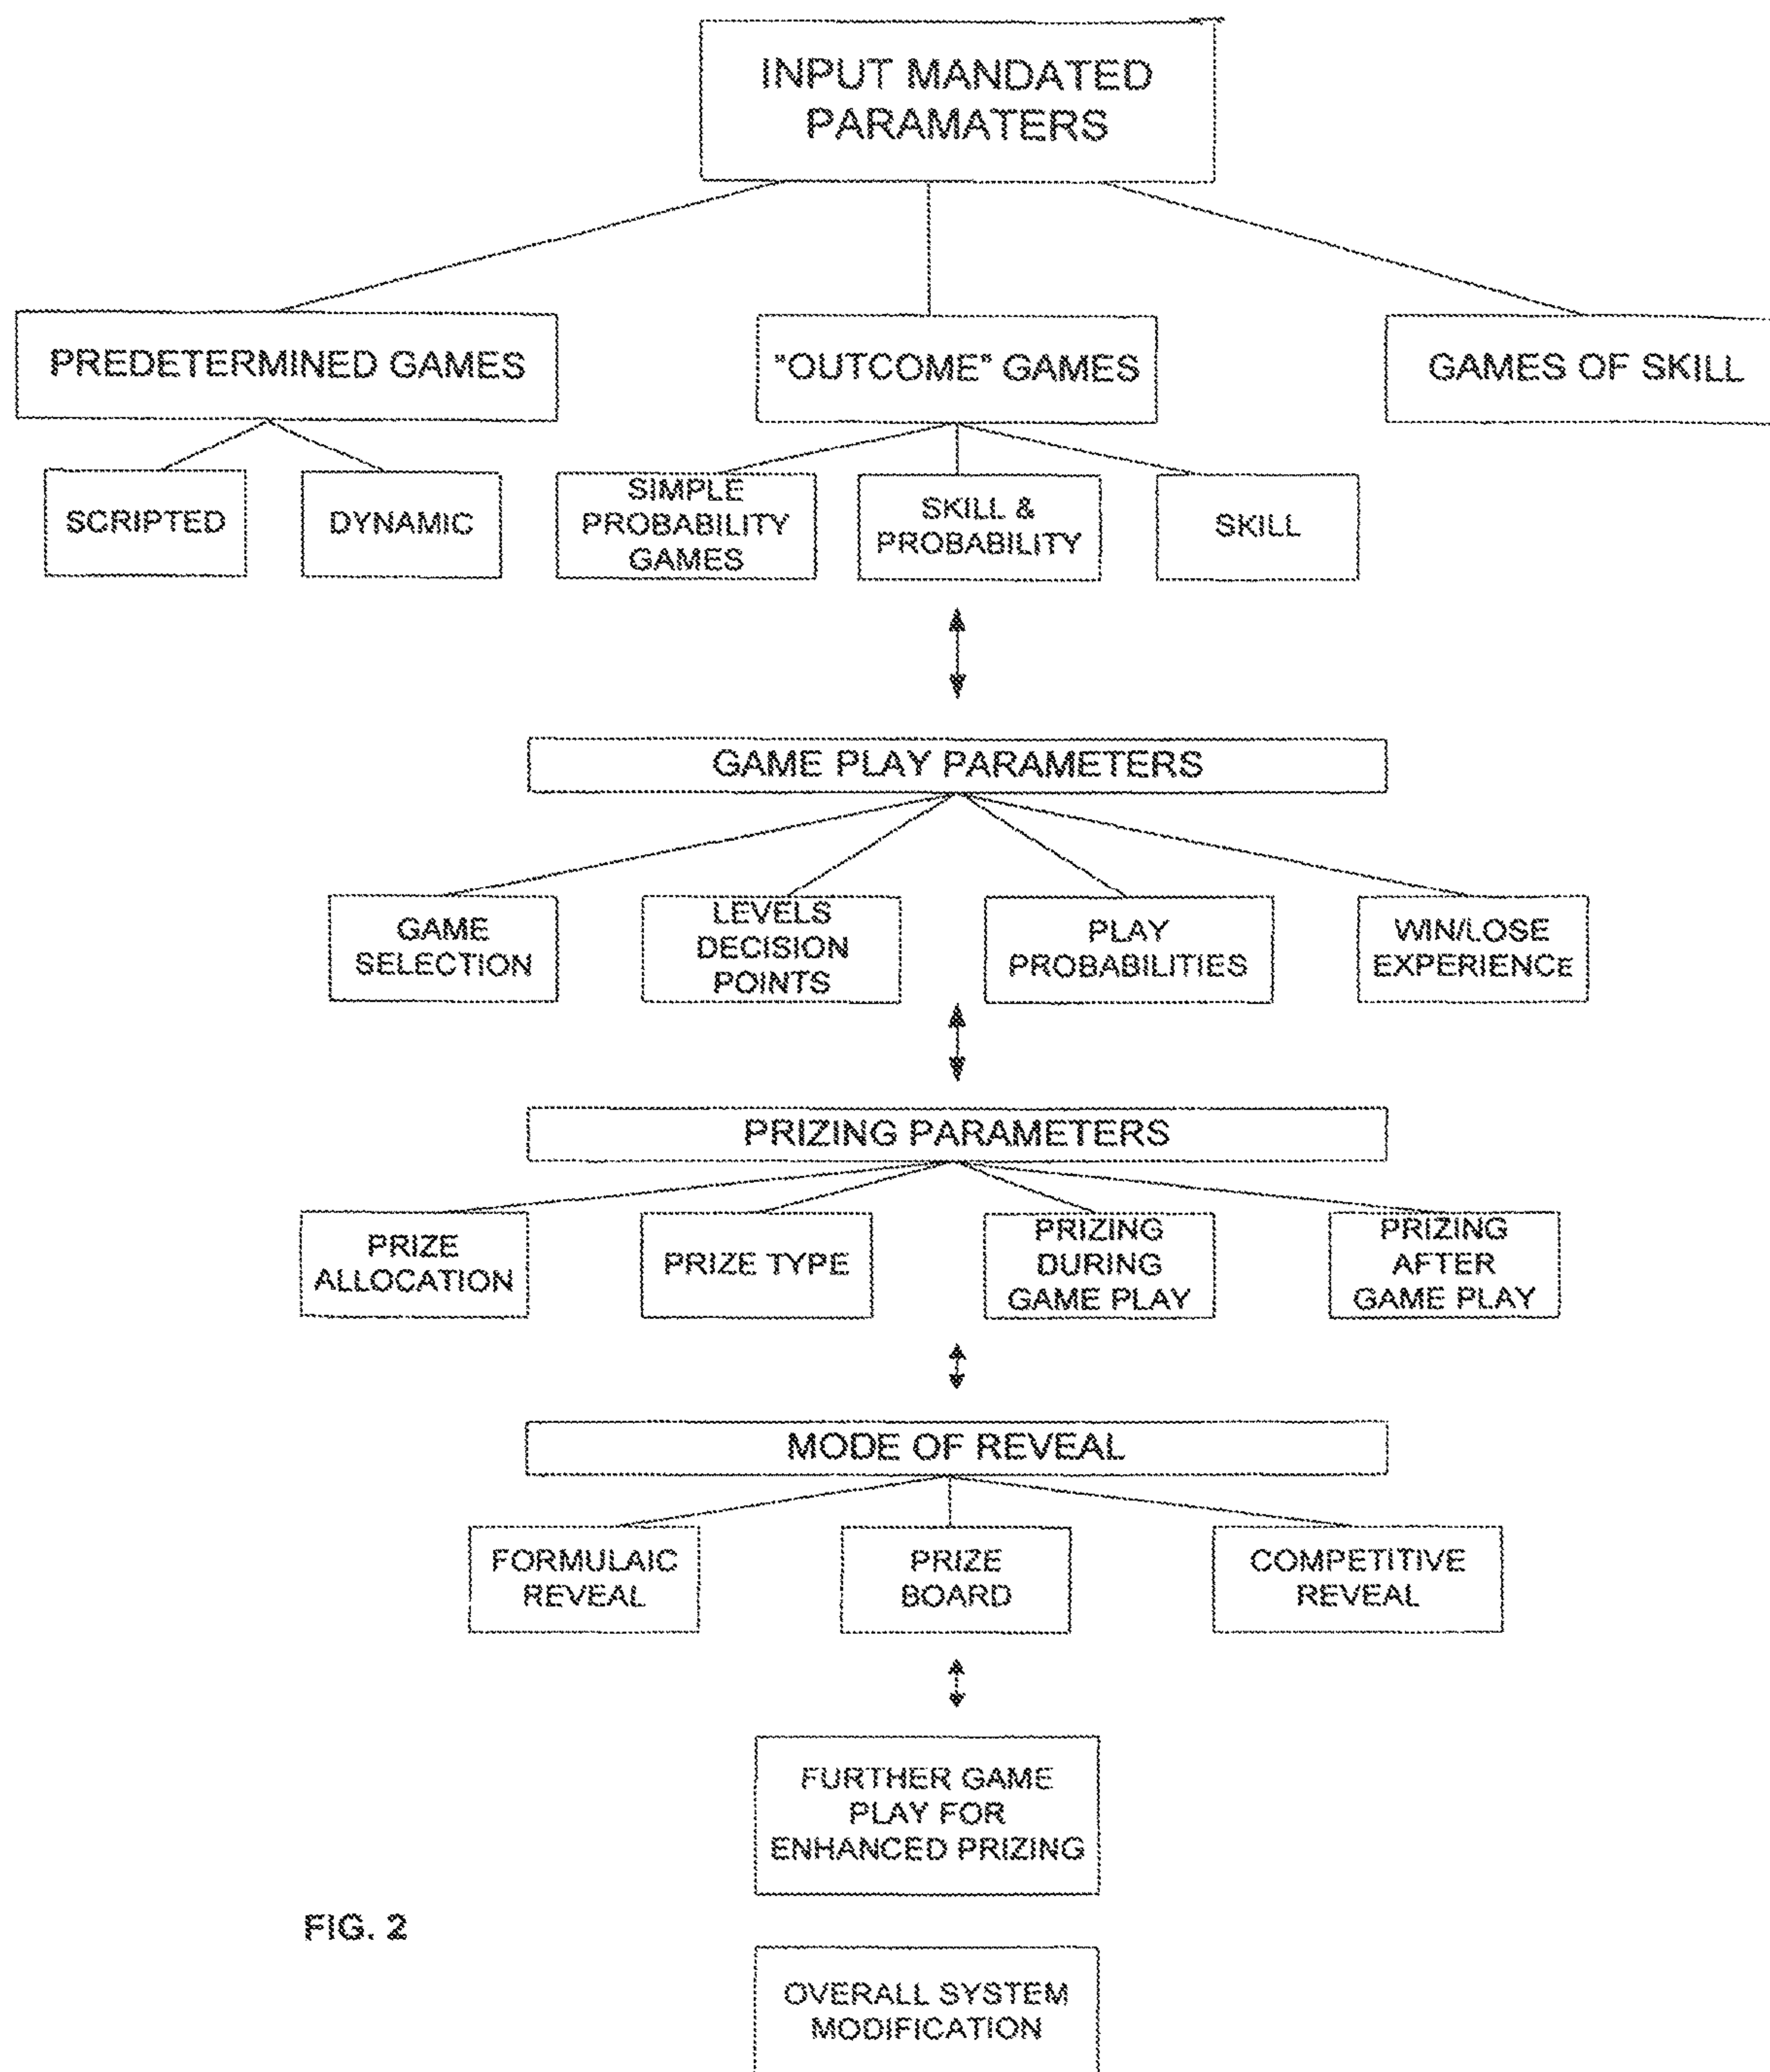 INPUT MANDATED
PARAMATERS
PREDETERMINED GAMES
"OUTCOME" GAMES
GAMES OF SKILL
SCRIPTED
DYNAMIC
SIMPLE
PROBABILITY
GAMES
SKILL &
PROBABILITY
SKILL
GAME PLAY PARAMETERS
GAME
SELECTION
LEVELS
DECISION
POINTS
PLAY
PROBABILITIES
WIN/LOSE
EXPERIENCE
PRIZING PARAMETERS
PRIZE
ALLOCATION
PRIZE TYPE
PRIZING
DURING
GAME PLAY
PRIZING
AFTER
GAME PLAY
MODE OF REVEAL
FORMULAIC
REVEAL
PRIZE
BOARD
COMPETITIVE
REVEAL
FURTHER GAME
PLAY FOR
ENHANCED PRIZING
FIG. 2
OVERALL SYSTEM
MODIFICATION